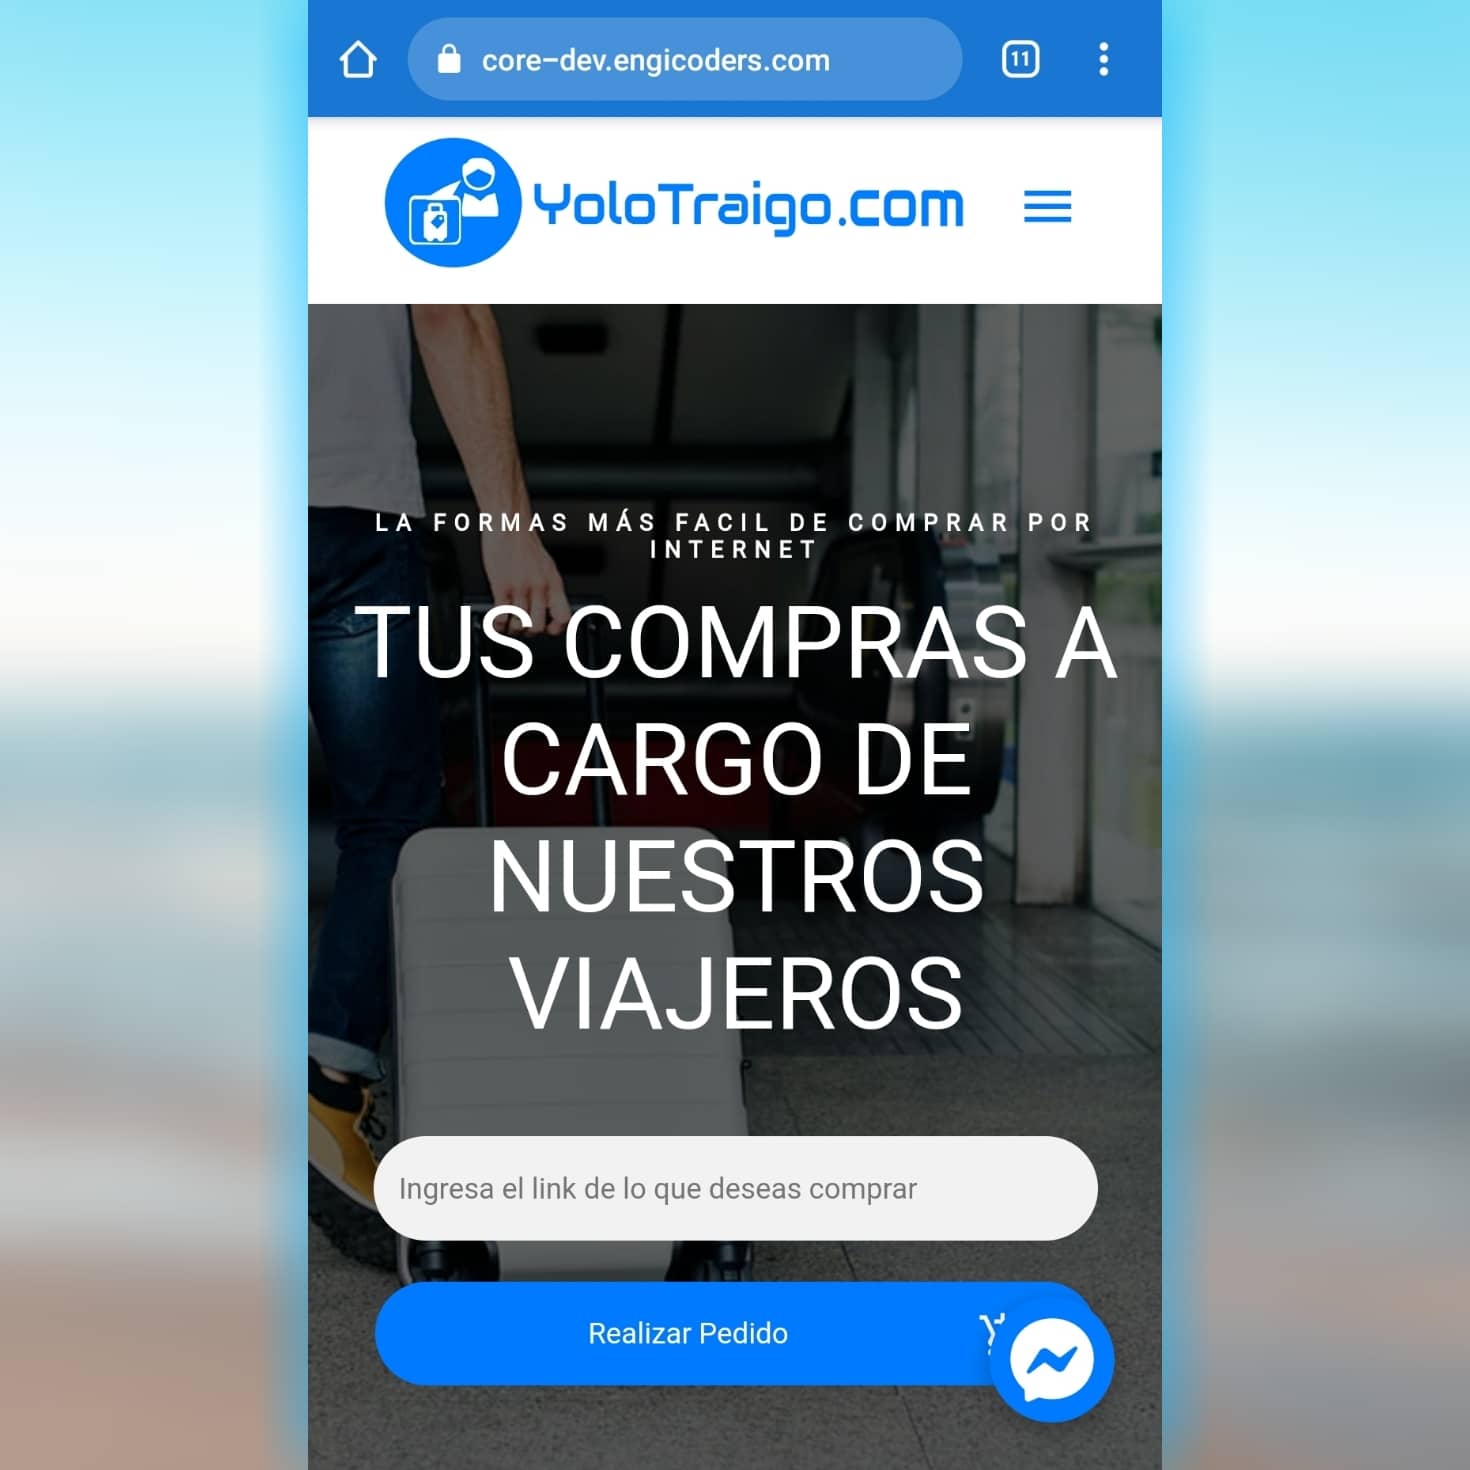 core-dev.engicoders.com
11
YoloTraigo.com
LA FORMAS MÁS FACIL DE COMPRAR POR
INTERNET
TUS COMPRAS A
CARGO DE
NUESTROS
VIAJEROS
Ingresa el link de lo que deseas comprar
Realizar Pedido